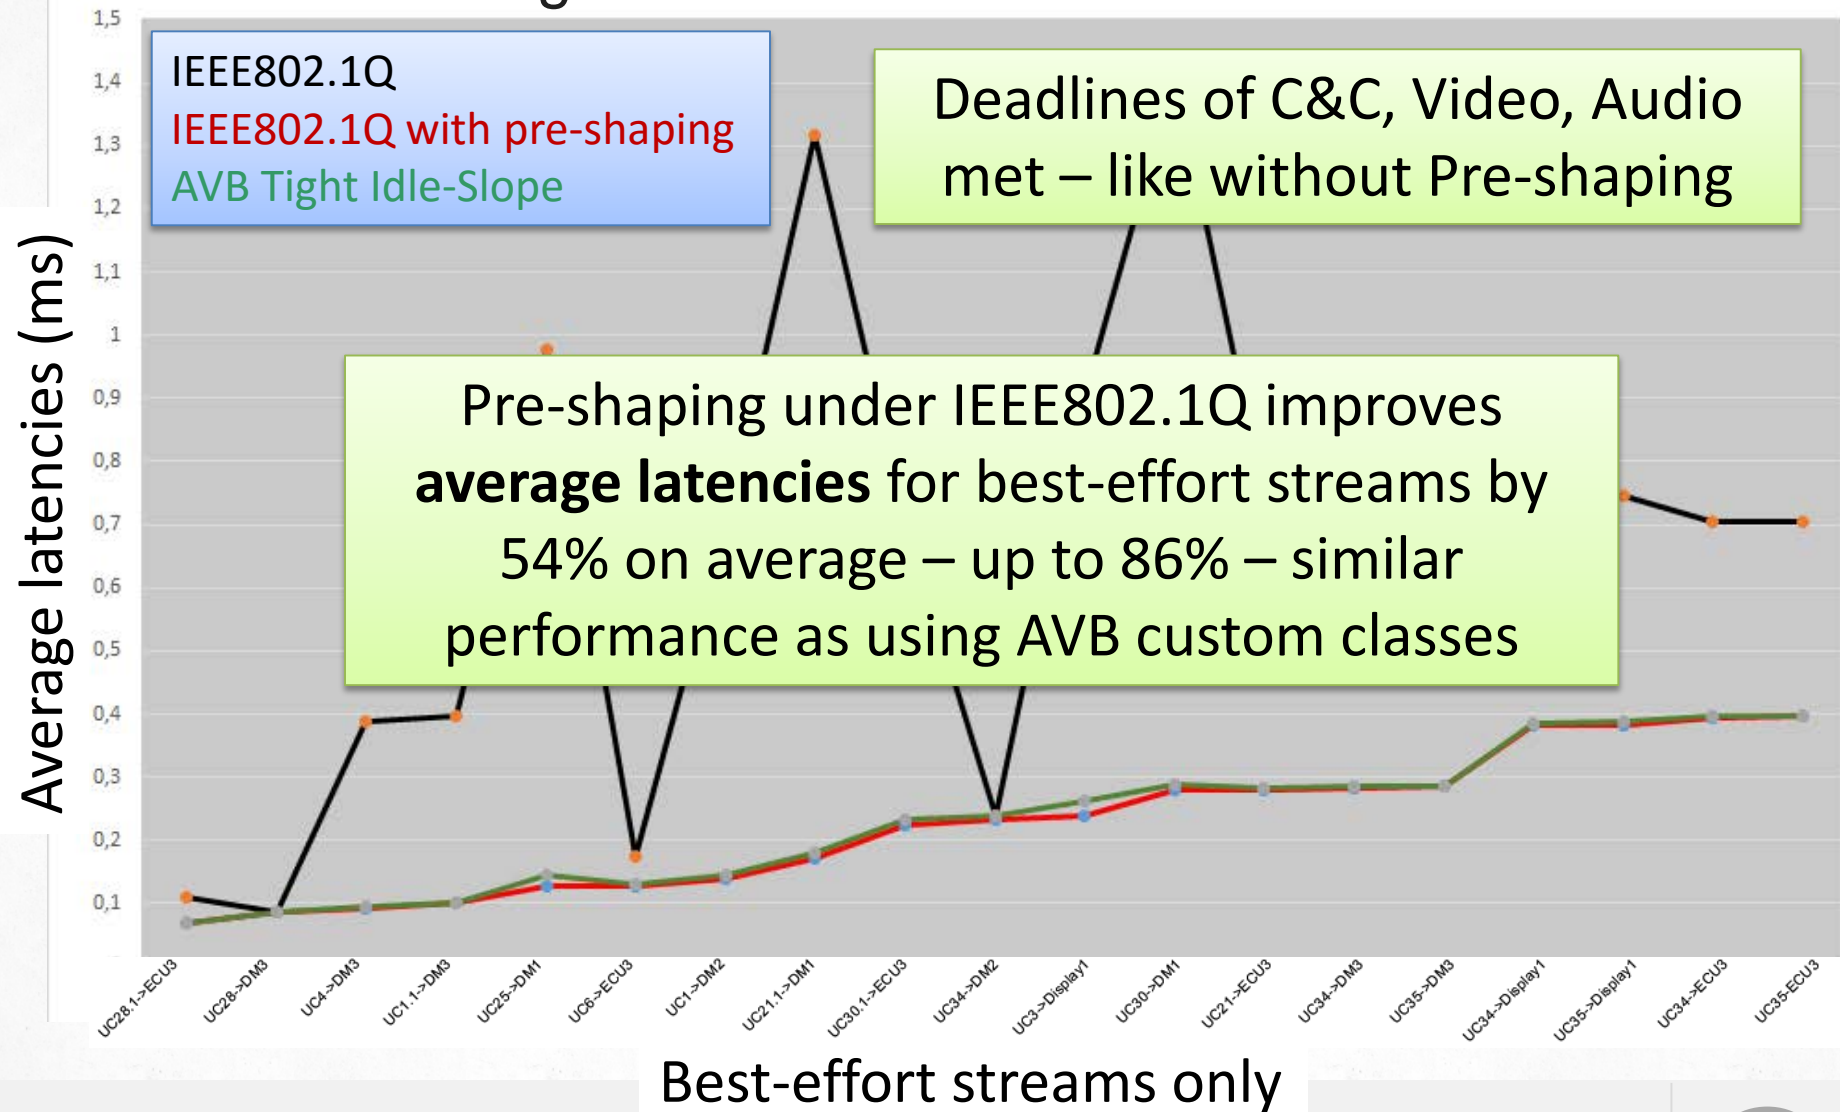 1,5
1,4
1,3
1,2
1,1
1
0,9
0,8
0,7
0,6
0,5
0,4
0,3
0,2
0,1
Average latencies (ms)
IEEE802.1Q
IEEE802.1Q with pre-shaping
AVB Tight Idle-Slope
Deadlines of C&C, Video, Audio
met – like without Pre-shaping
Pre-shaping under IEEE802.1Q improves
average latencies for best-effort streams by
54% on average – up to 86% – similar
performance as using AVB custom classes
UC28.1->ECU3
UC28->DM3
UC4->DM3
UC1.1->DM3
UC25->DM1
UC6->ECU3
UC1->DM2
UC21.1->DM1
UC30.1->ECU3
UC34->DM2
UC3->Display1
UC30->DM1
UC21->ECU3
UC34->DM3
UC35->DM3
UC34->Display1
UC35->Display1
UC34->ECU3
UC35-ECU3
Best-effort streams only